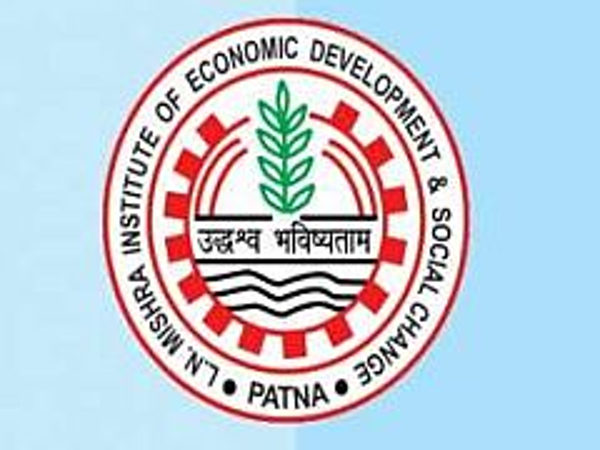 L.N. MISHRA INSTITUTE OF ECONOMIC DEVELOPMENT & SOCIAL CHANGE
उद्धश्व भविष्यताम
• PATNA •